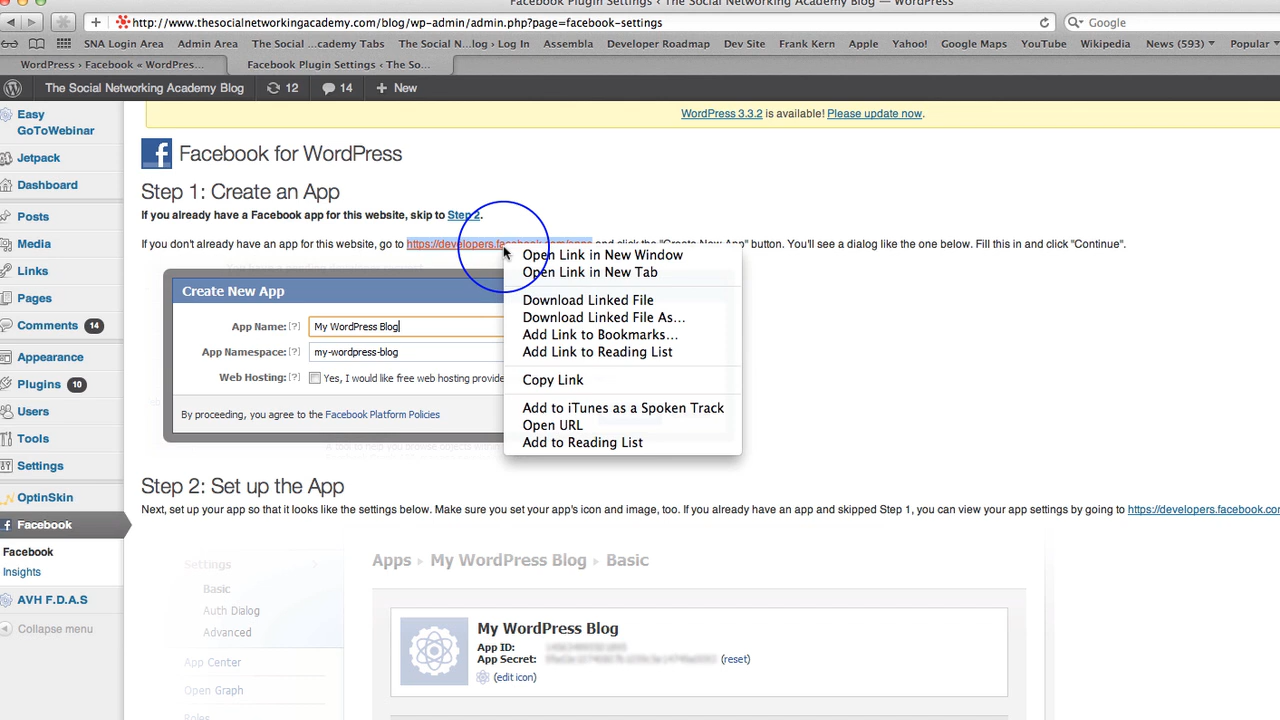 Facebook Plugin Settings ‹ The Social Networking Academy Blog — WordPress
http://www.thesocialnetworkingacademy.com/blog/wp-admin/admin.php?page=facebook-settings
Google
SNA Login Area Admin Area The Social ...cademy Tabs The Social N...log › Log In Assembla Developer Roadmap Dev Site Frank Kern Apple Yahoo! Google Maps YouTube Wikipedia News (593) Popular
WordPress › Facebook « WordPres... Facebook Plugin Settings ‹ The So...
The Social Networking Academy Blog 12 14 + New
Easy
GoToWebinar
Jetpack
Dashboard
Posts
Media
Links
Pages
Comments 14
Appearance
Plugins 10
Users
Tools
Settings
OptinSkin
Facebook
Facebook
Insights
AVH F.D.A.S
Collapse menu
WordPress 3.3.2 is available! Please update now.
Facebook for WordPress
Step 1: Create an App
If you already have a Facebook app for this website, skip to Step 2.
If you don't already have an app for this website, go to https://developers.facebook.com/apps and click the "Create New App" button. You'll see a dialog like the one below. Fill this in and click "Continue".
Create New App
App Name: [?] My WordPress Blog
App Namespace: [?] my-wordpress-blog
Web Hosting: [?] Yes, I would like free web hosting provide
By proceeding, you agree to the Facebook Platform Policies
Open Link in New Window
Open Link in New Tab
Download Linked File
Download Linked File As...
Add Link to Bookmarks...
Add Link to Reading List
Copy Link
Add to iTunes as a Spoken Track
Open URL
Add to Reading List
Step 2: Set up the App
Next, set up your app so that it looks like the settings below. Make sure you set your app's icon and image, too. If you already have an app and skipped Step 1, you can view your app settings by going to https://developers.facebook.com
Settings
Basic
Auth Dialog
Advanced
App Center
Open Graph
Roles
Apps ▸ My WordPress Blog ▸ Basic
My WordPress Blog
App ID:
App Secret: (reset)
(edit icon)